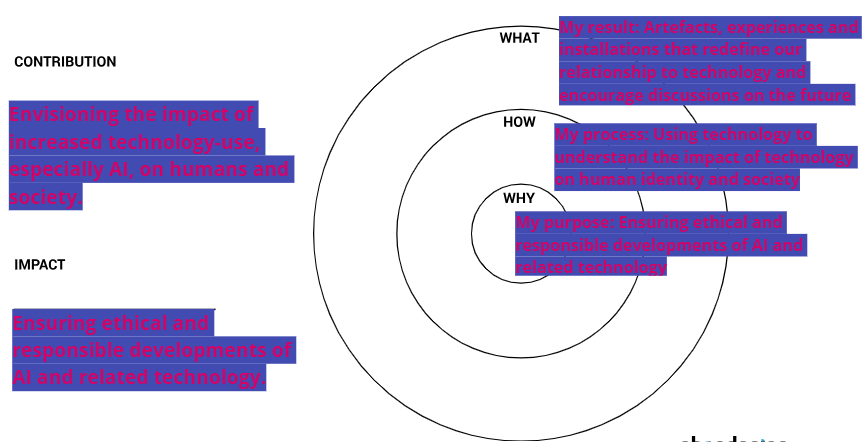 CONTRIBUTION
Envisioning the impact of
increased technology-use,
especially AI, on humans and
society.
IMPACT
Ensuring ethical and
responsible developments of
AI and related technology.
WHAT
My result: Artefacts, experiences and
installations that redefine our
relationship to technology and
encourage discussions on the future
HOW
My process: Using technology to
understand the impact of technology
on human identity and society
WHY
My purpose: Ensuring ethical and
responsible developments of AI and
related technology